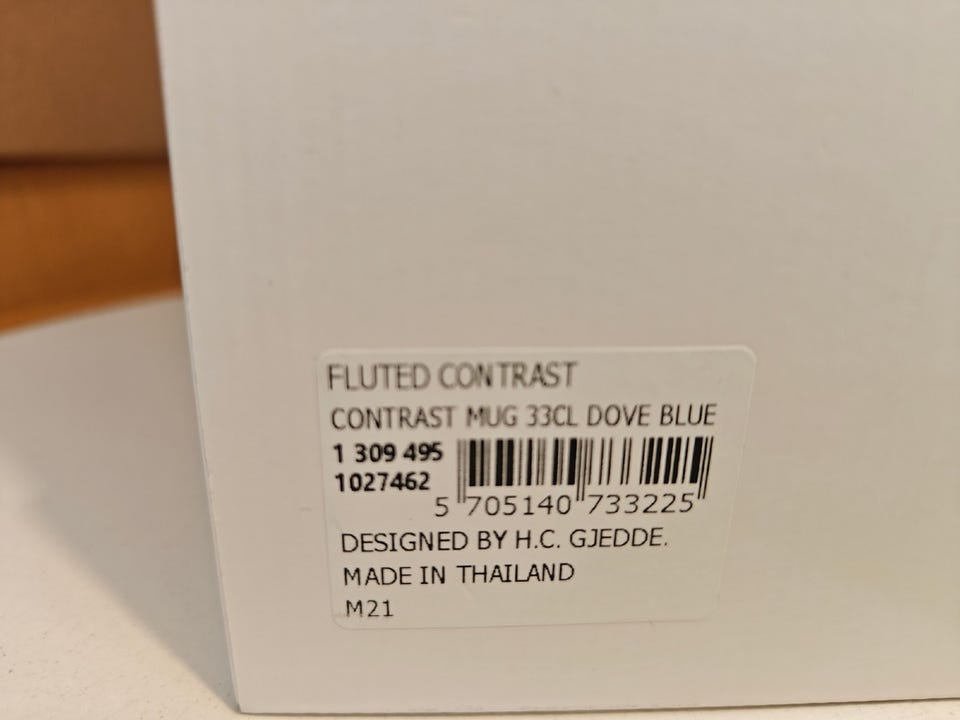 FLUTED CONTRAST
CONTRAST MUG 33CL DOVE BLUE
1 309 495
1027462
5 705140 733225
DESIGNED BY H.C. GJEDDE.
MADE IN THAILAND
M21